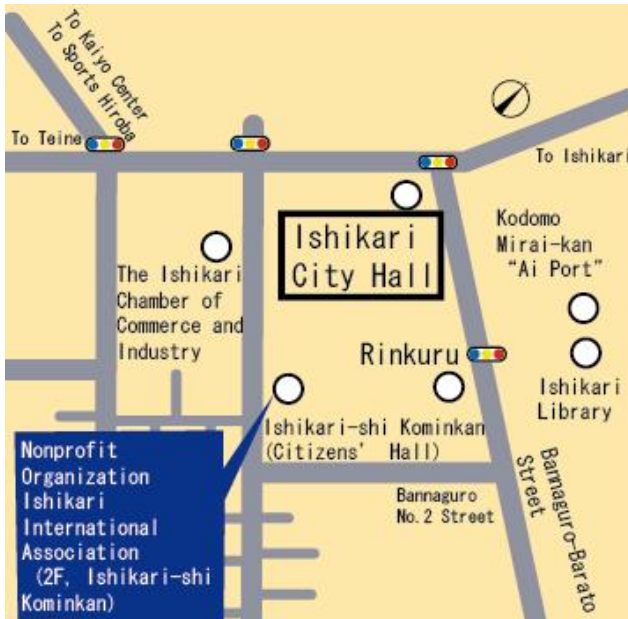 To Kaiyo Center
To Sports Hiroba
To Teine
To Ishikari
Ishikari
City Hall
Kodomo
Mirai-kan
“Ai Port”
The Ishikari
Chamber of
Commerce and
Industry
Rinkuru
Ishikari
Library
Ishikari-shi Kominkan
(Citizens’ Hall)
Nonprofit
Organization
Ishikari
International
Association
(2F, Ishikari-shi
Kominkan)
Bannaguro
No.2 Street
Bannaguro-Barato
Street